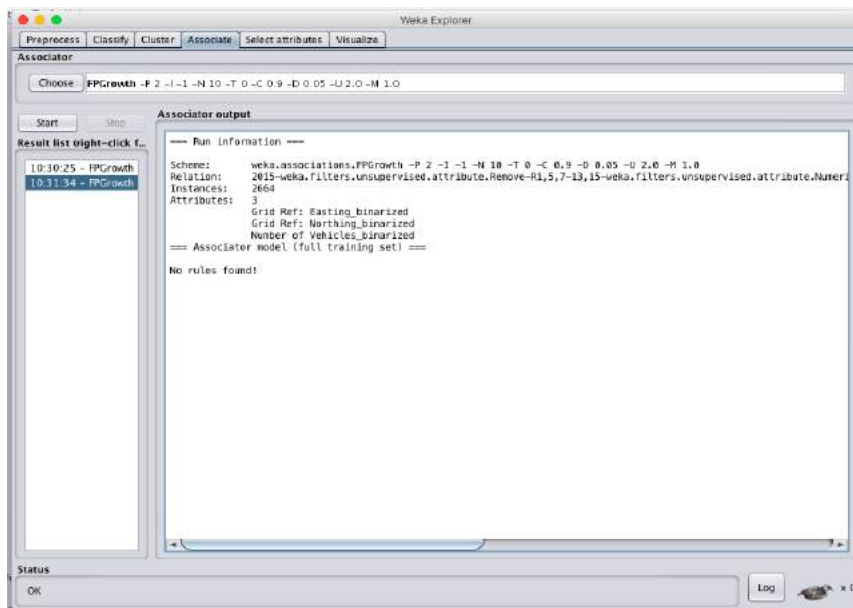 Weka Explorer
Preprocess Classify Cluster Associate Select attributes Visualize
Associator
Choose FPGrowth -P 2 -I -1 -N 10 -T 0 -C 0.9 -D 0.05 -U 2.0 -M 1.0
Start Stop
Associator output
Result list (right-click f...
10:30:25 - FPGrowth
10:31:34 - FPGrowth
=== Run information ===
Scheme: weka.associations.FPGrowth -P 2 -I -1 -N 10 -T 0 -C 0.9 -D 0.05 -U 2.0 -M 1.0
Relation: 2015-weka.filters.unsupervised.attribute.Remove-R1,5,7-13,15-weka.filters.unsupervised.attribute.Numeri
Instances: 2664
Attributes: 3
Grid Ref: Easting_binarized
Grid Ref: Northing_binarized
Number of Vehicles_binarized
=== Associator model (full training set) ===
No rules found!
Status
OK
Log
x 0